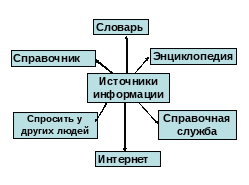 Словарь
Справочник
Энциклопедия
Источники
информации
Спросить у
других людей
Справочная
служба
Интернет